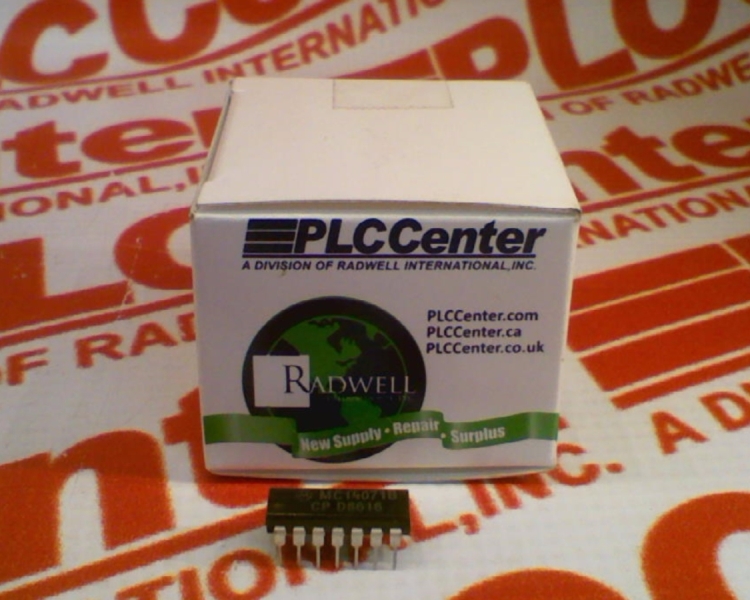 PLCCenter
A DIVISION OF RADWELL INTERNATIONAL, INC.
PLCCenter.com
PLCCenter.ca
PLCCenter.co.uk
RADWELL
New Supply • Repair • Surplus
MC14071B
CP D8616